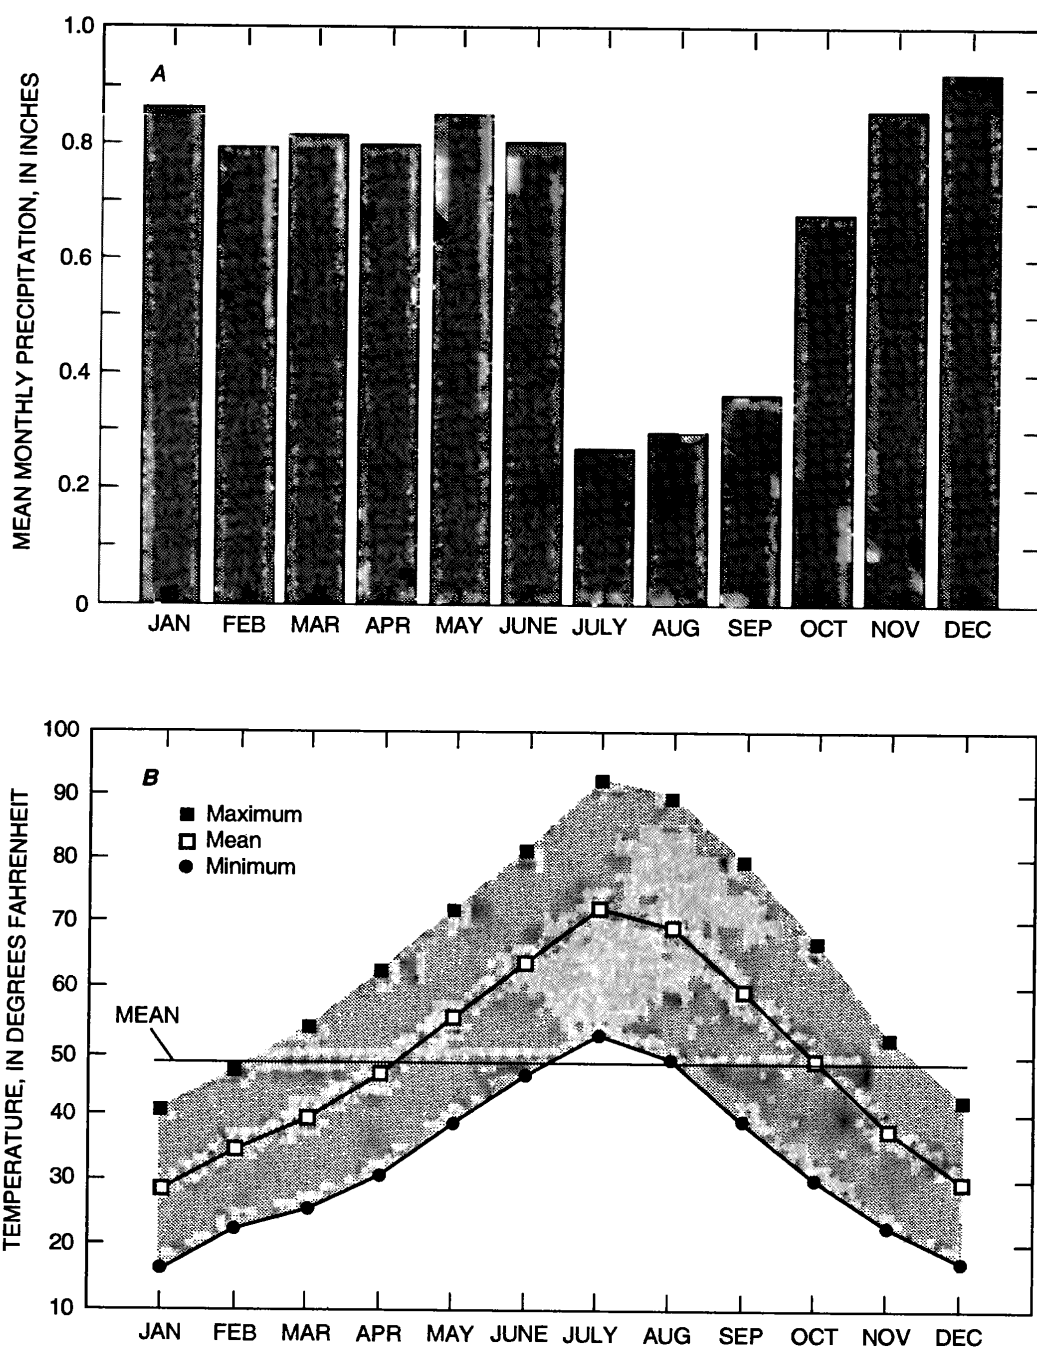 MEAN MONTHLY PRECIPITATION, IN INCHES
1.0
0.8
0.6
0.4
0.2
0
A
JAN FEB MAR APR MAY JUNE JULY AUG SEP OCT NOV DEC
TEMPERATURE, IN DEGREES FAHRENHEIT
100
90
80
70
60
50
40
30
20
10
B
Maximum
Mean
Minimum
MEAN
JAN FEB MAR APR MAY JUNE JULY AUG SEP OCT NOV DEC